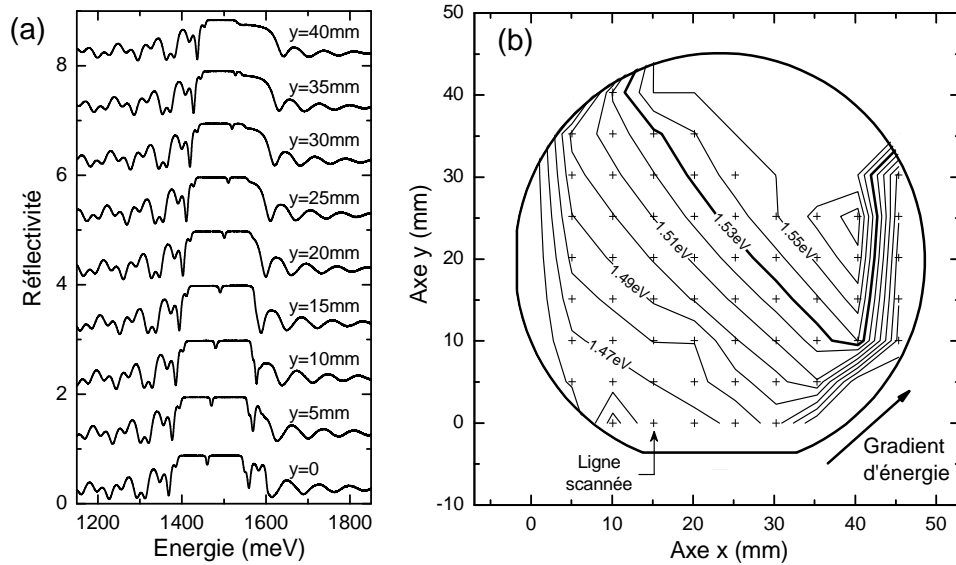 (a)
y=40mm
y=35mm
y=30mm
y=25mm
y=20mm
y=15mm
y=10mm
y=5mm
y=0
8
6
4
2
0
Réflectivité
1200 1400 1600 1800
Energie (meV)
(b)
50
40
30
20
10
0
-10
Axe y (mm)
1.47eV
1.49eV
1.51eV
1.53eV
1.55eV
Ligne
scannée
Gradient
d'énergie
0 10 20 30 40 50
Axe x (mm)